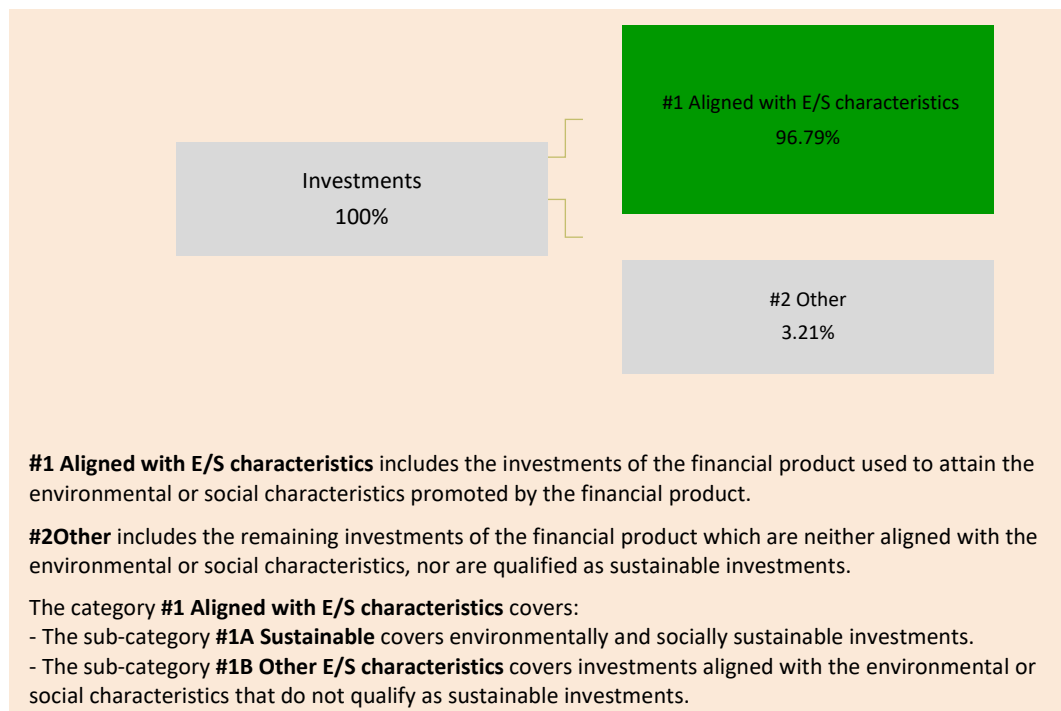 #1 Aligned with E/S characteristics
96.79%
Investments
100%
#2 Other
3.21%
#1 Aligned with E/S characteristics includes the investments of the financial product used to attain the
environmental or social characteristics promoted by the financial product.
#2Other includes the remaining investments of the financial product which are neither aligned with the
environmental or social characteristics, nor are qualified as sustainable investments.
The category #1 Aligned with E/S characteristics covers:
- The sub-category #1A Sustainable covers environmentally and socially sustainable investments.
- The sub-category #1B Other E/S characteristics covers investments aligned with the environmental or
social characteristics that do not qualify as sustainable investments.